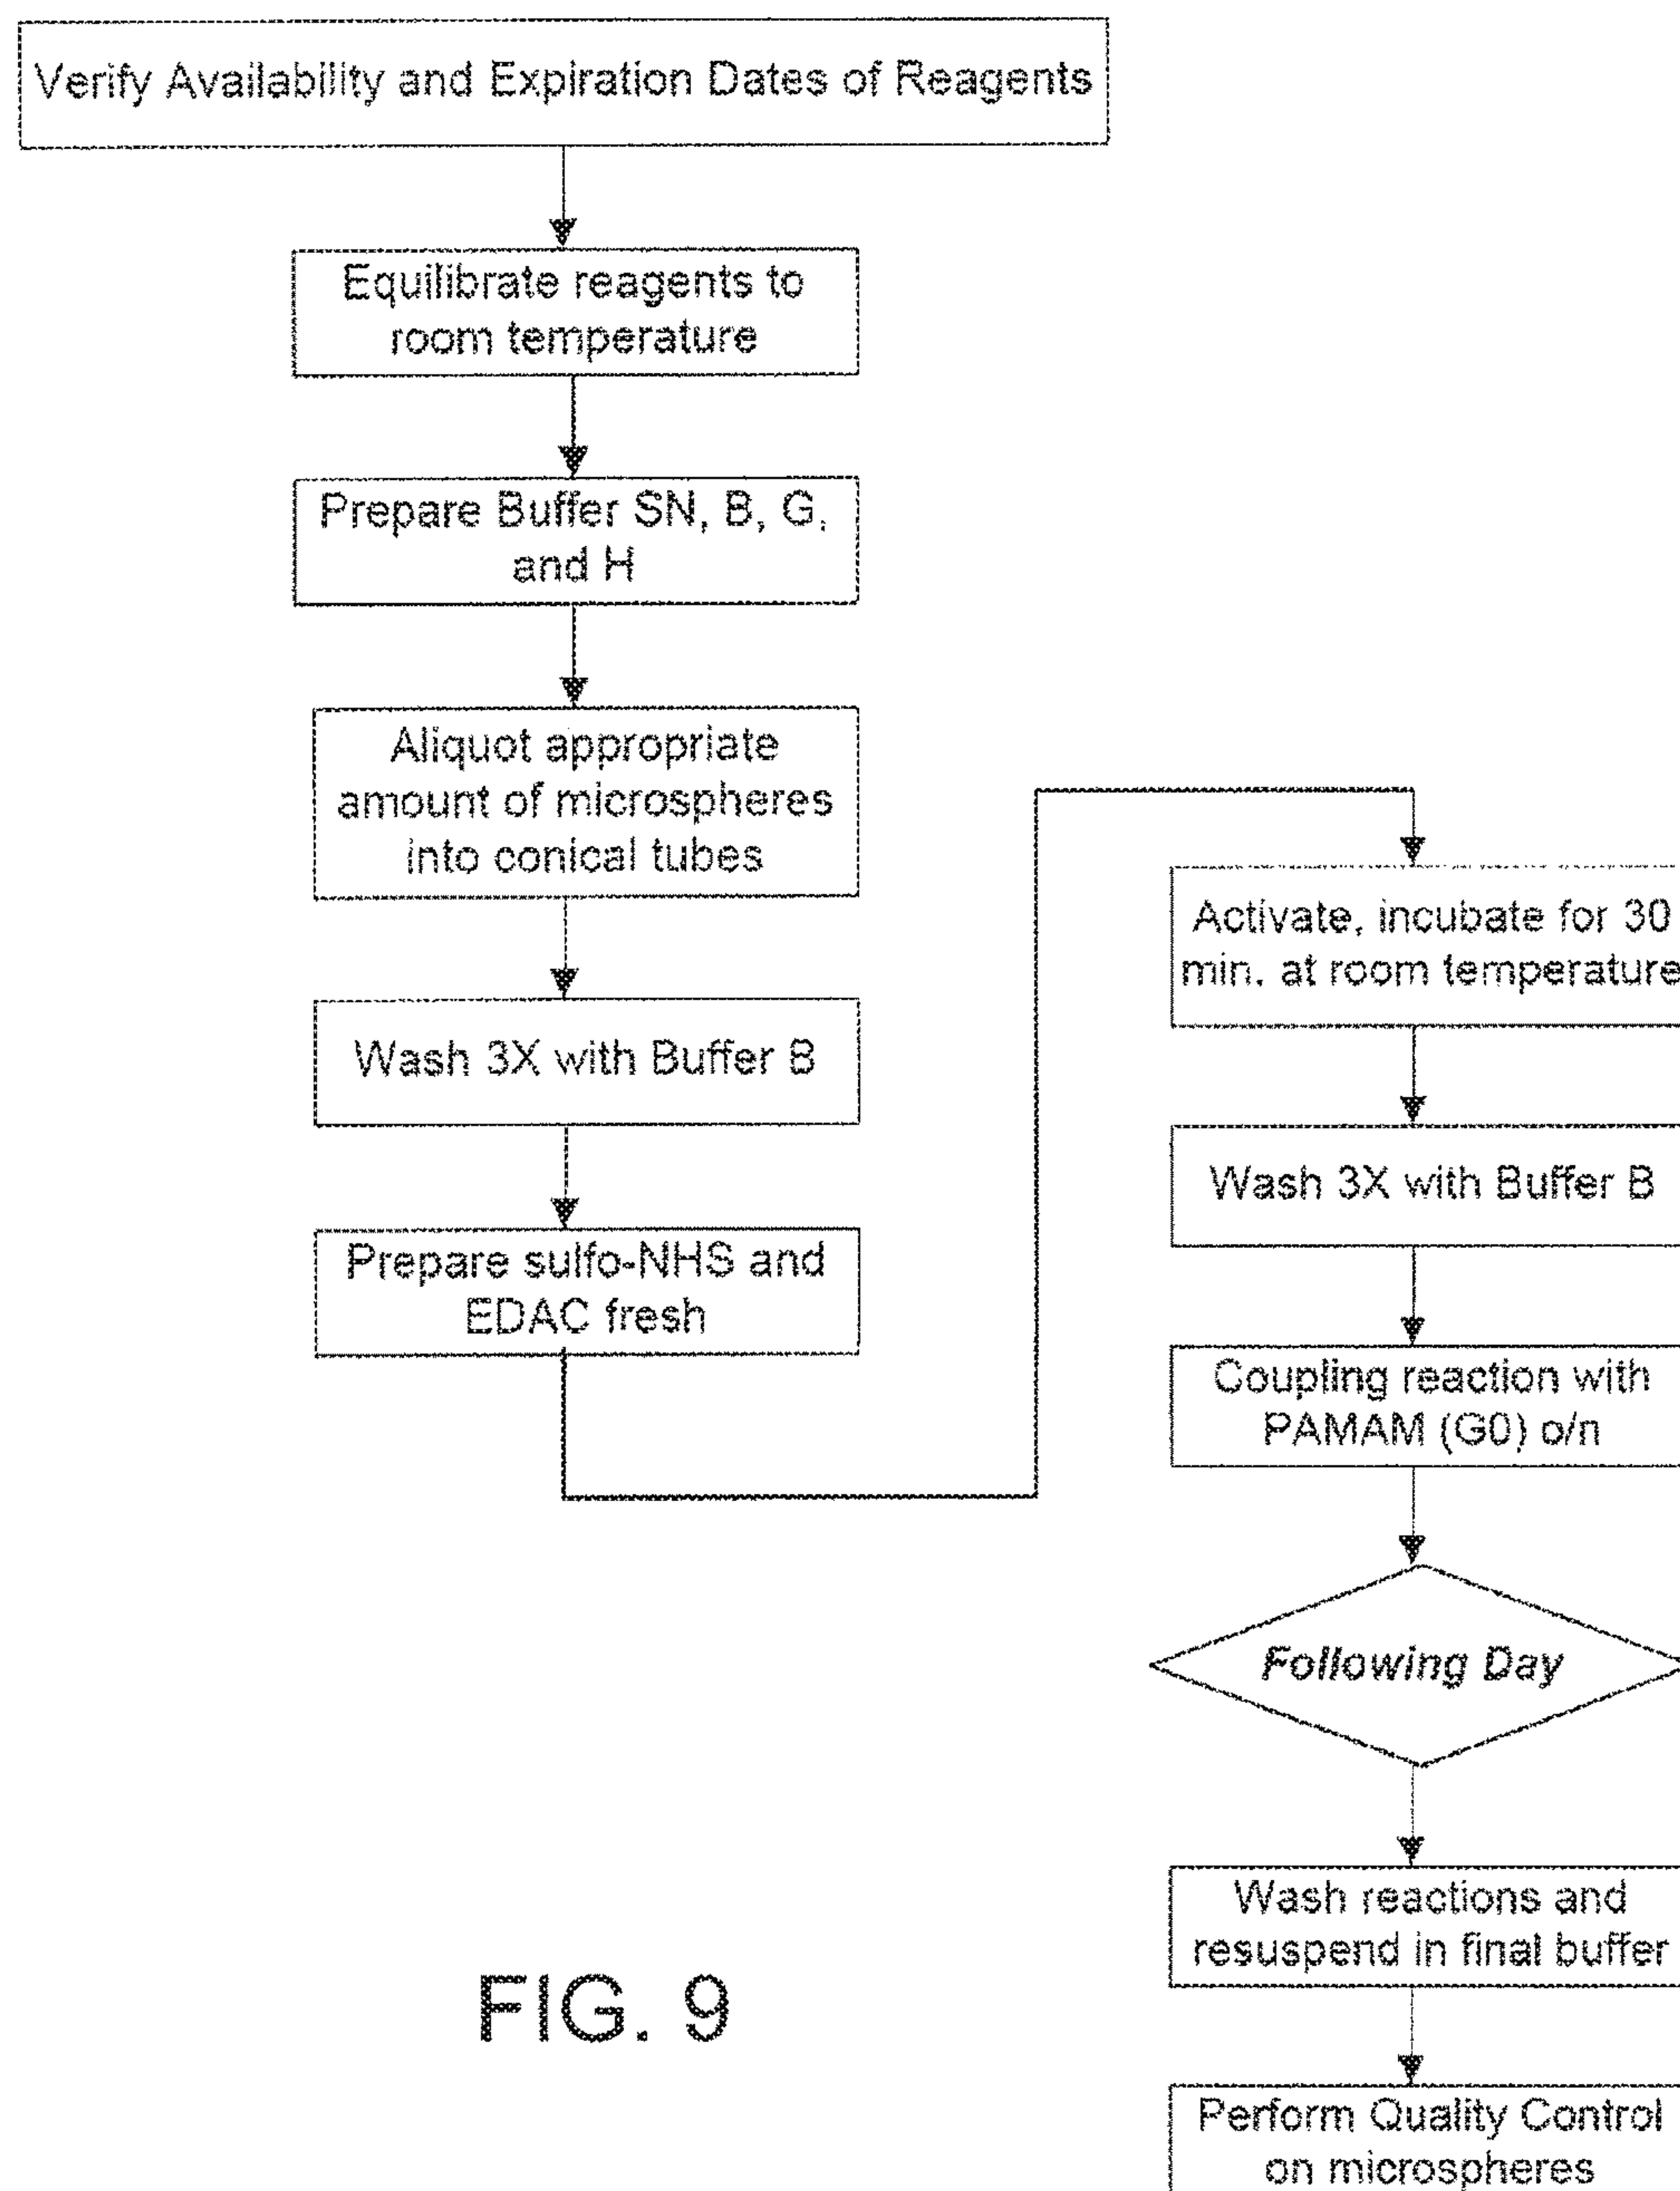 Verify Availability and Expiration Dates of Reagents
Equilibrate reagents to
room temperature
Prepare Buffer SN, B, G,
and H
Aliquot appropriate
amount of microspheres
into conical tubes
Wash 3X with Buffer B
Prepare sulfo-NHS and
EDAC fresh
Activate, incubate for 30
min. at room temperature
Wash 3X with Buffer B
Coupling reaction with
PAMAM (G0) o/n
Following Day
Wash reactions and
resuspend in final buffer
Perform Quality Control
on microspheres
FIG. 9